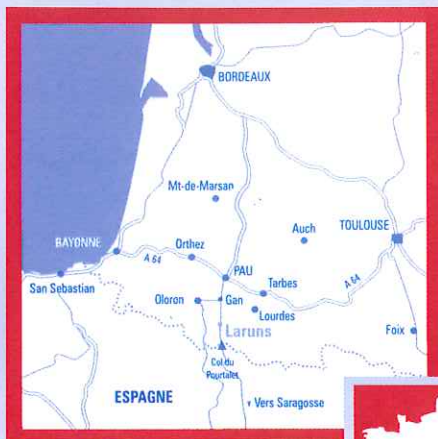 BORDEAUX
Mt-de-Marsan
Auch
TOULOUSE
BAYONNE
Orthez
A 64
PAU
San Sebastian
Tarbes
A 64
Oloron
Gan
Lourdes
Laruns
Foix
Col du
Pourtalet
ESPAGNE
Vers Saragosse